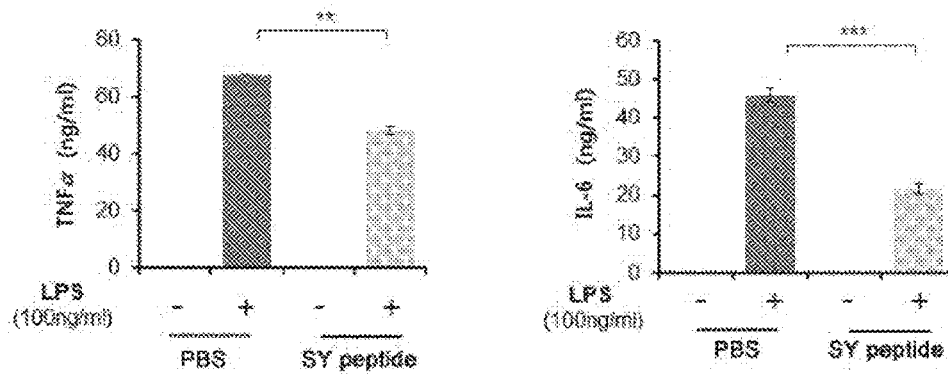 **
TNFα (ng/ml)
80
60
40
20
0
LPS
(100ng/ml)
- + - +
PBS SY peptide
***
IL-6 (ng/ml)
60
50
40
30
20
10
0
LPS
(100ng/ml)
- + - +
PBS SY peptide